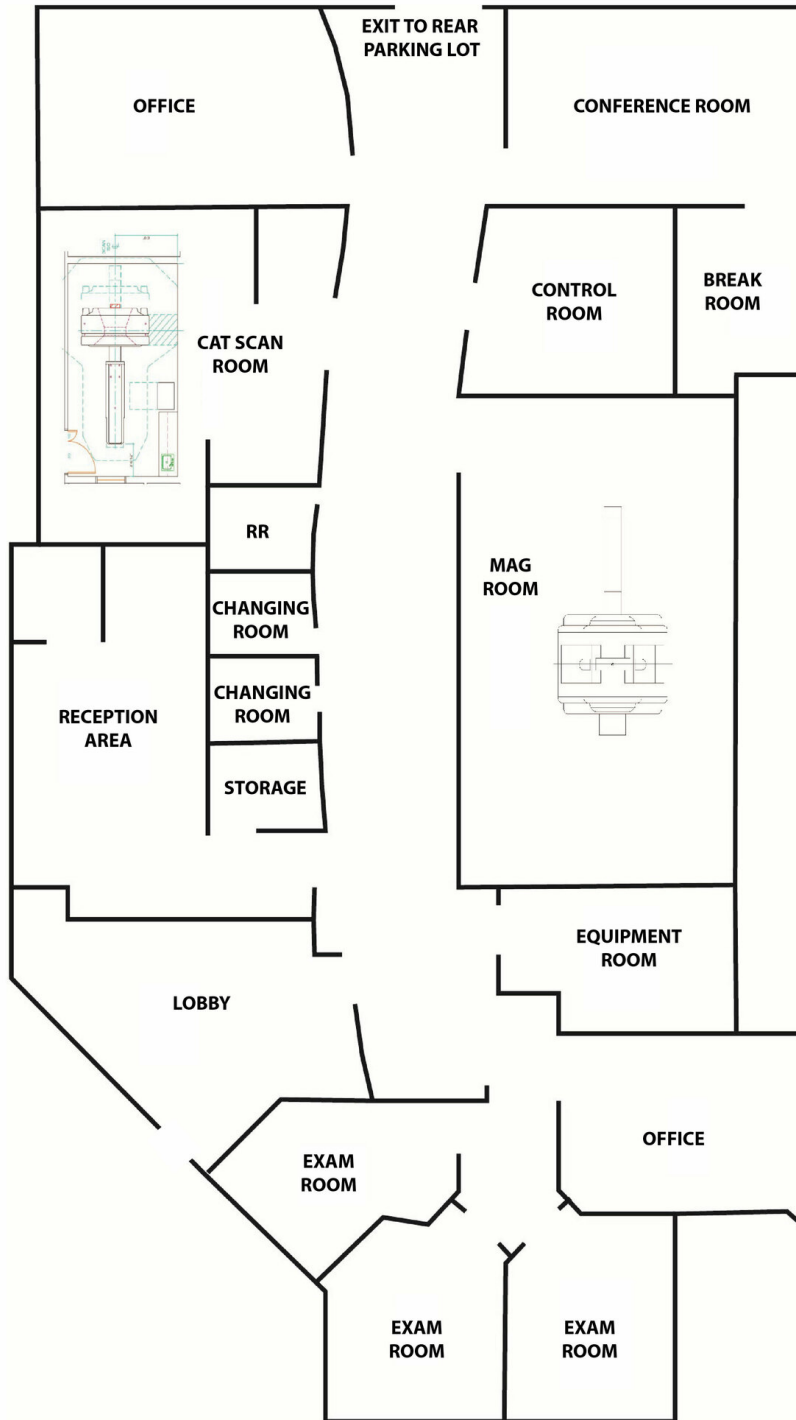 EXIT TO REAR
PARKING LOT
OFFICE
CONFERENCE ROOM
CONTROL
ROOM
BREAK
ROOM
CAT SCAN
ROOM
RR
MAG
ROOM
CHANGING
ROOM
CHANGING
ROOM
RECEPTION
AREA
STORAGE
EQUIPMENT
ROOM
LOBBY
OFFICE
EXAM
ROOM
EXAM
ROOM
EXAM
ROOM